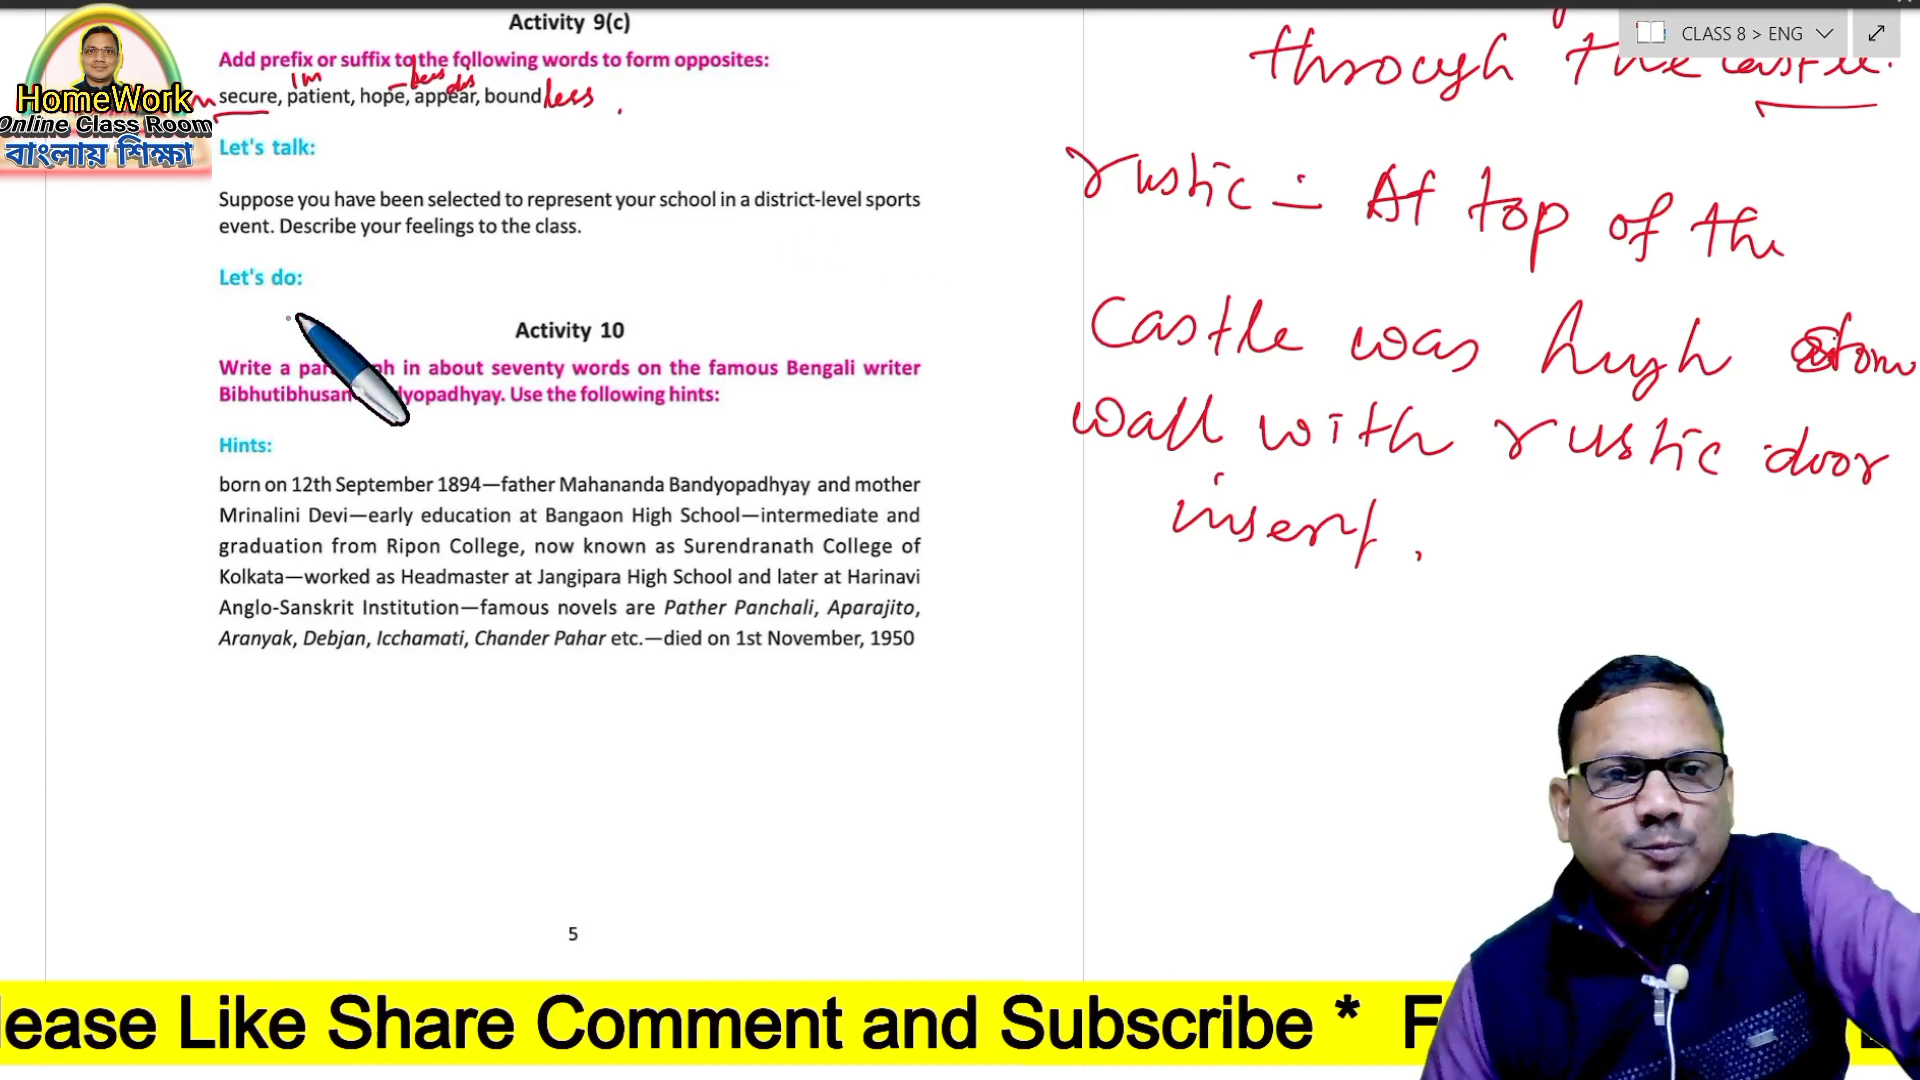 Activity 9(c)
Add prefix or suffix to the following words to form opposites:
im less dis
secure, patient, hope, appear, bound less
HomeWork
Online Class Room
বাংলায় শিক্ষা
Let's talk:
Suppose you have been selected to represent your school in a district-level sports
event. Describe your feelings to the class.
Let's do:
Activity 10
Write a paragraph in about seventy words on the famous Bengali writer
Bibhutibhusan Bandyopadhyay. Use the following hints:
Hints:
born on 12th September 1894—father Mahananda Bandyopadhyay and mother
Mrinalini Devi—early education at Bangaon High School—intermediate and
graduation from Ripon College, now known as Surendranath College of
Kolkata—worked as Headmaster at Jangipara High School and later at Harinavi
Anglo-Sanskrit Institution—famous novels are Pather Panchali, Aparajito,
Aranyak, Debjan, Icchamati, Chander Pahar etc.—died on 1st November, 1950
5
CLASS 8 > ENG
through the castle.
rustic - At top of the
Castle was high
wall with rustic door
insert.
lease Like Share Comment and Subscribe * F